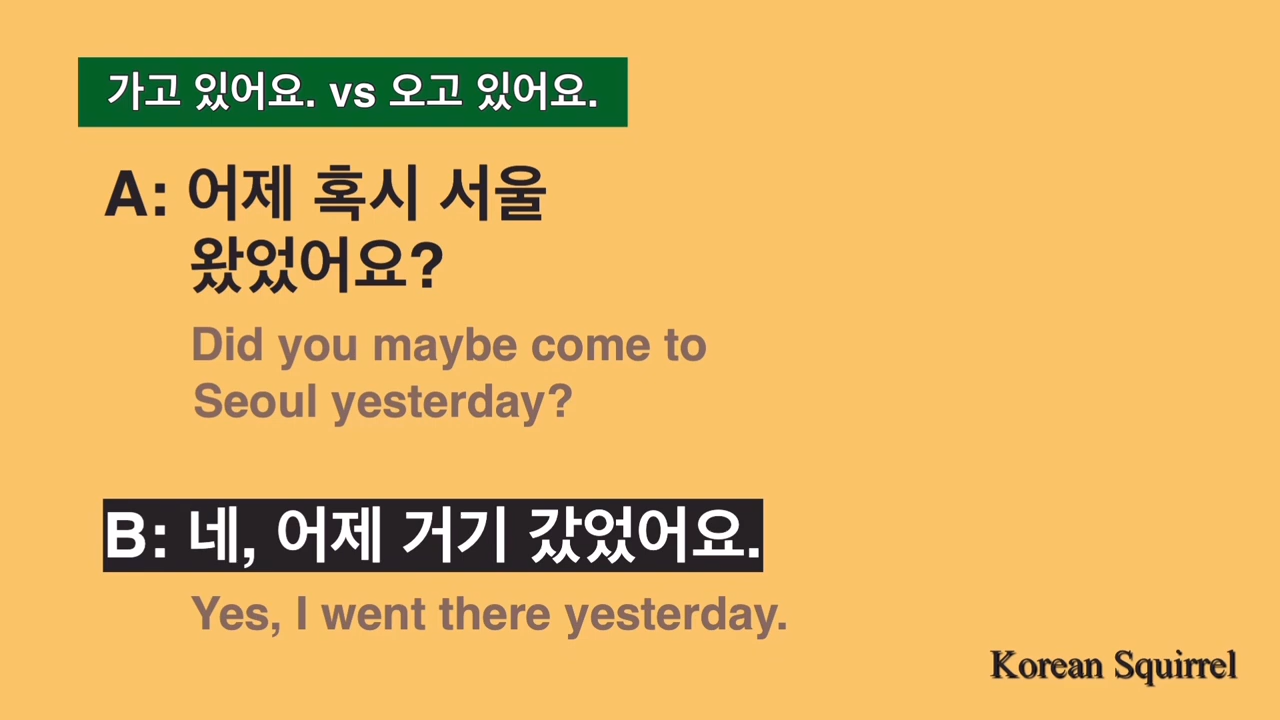 가고 있어요. vs 오고 있어요.
A: 어제 혹시 서울
왔었어요?
Did you maybe come to
Seoul yesterday?
B: 네, 어제 거기 갔었어요.
Yes, I went there yesterday.
Korean Squirrel